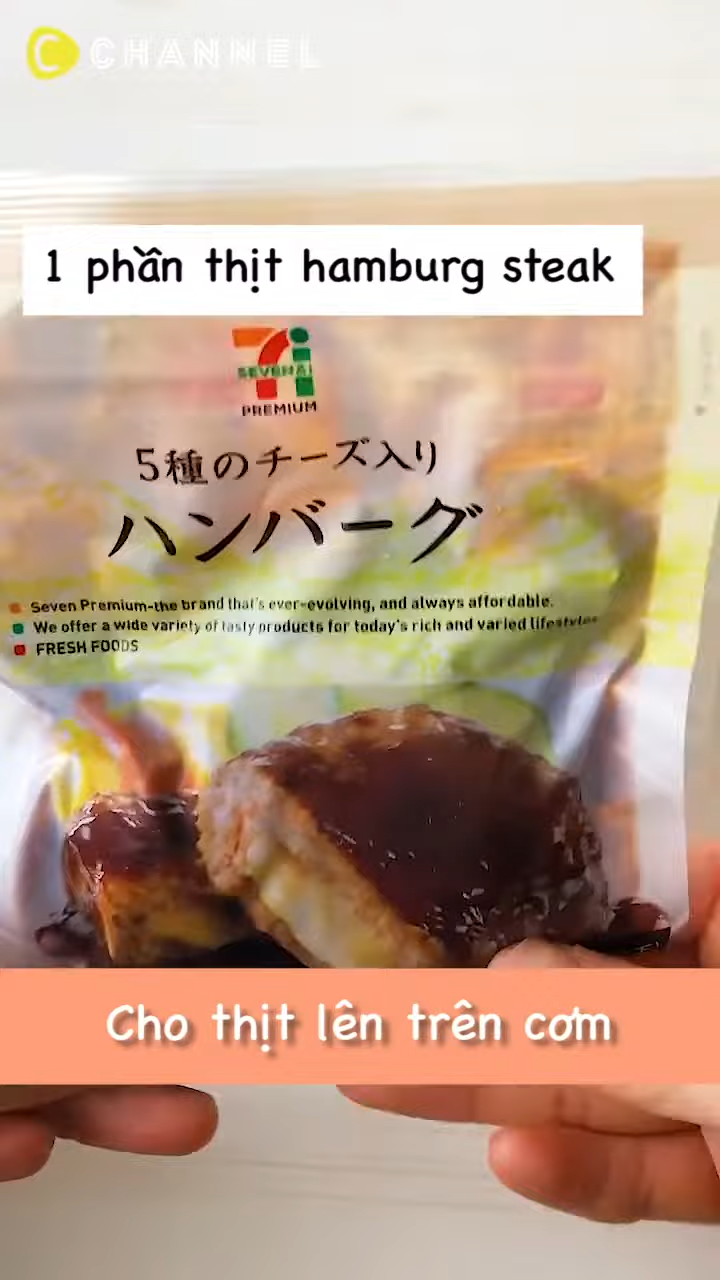 C CHANNEL
1 phần thịt hamburg steak
SEVEN&i
PREMIUM
5種のチーズ入り
ハンバーグ
Seven Premium-the brand that's ever-evolving, and always affordable.
We offer a wide variety of tasty products for today's rich and varied lifestyles
FRESH FOODS
Cho thịt lên trên cơm